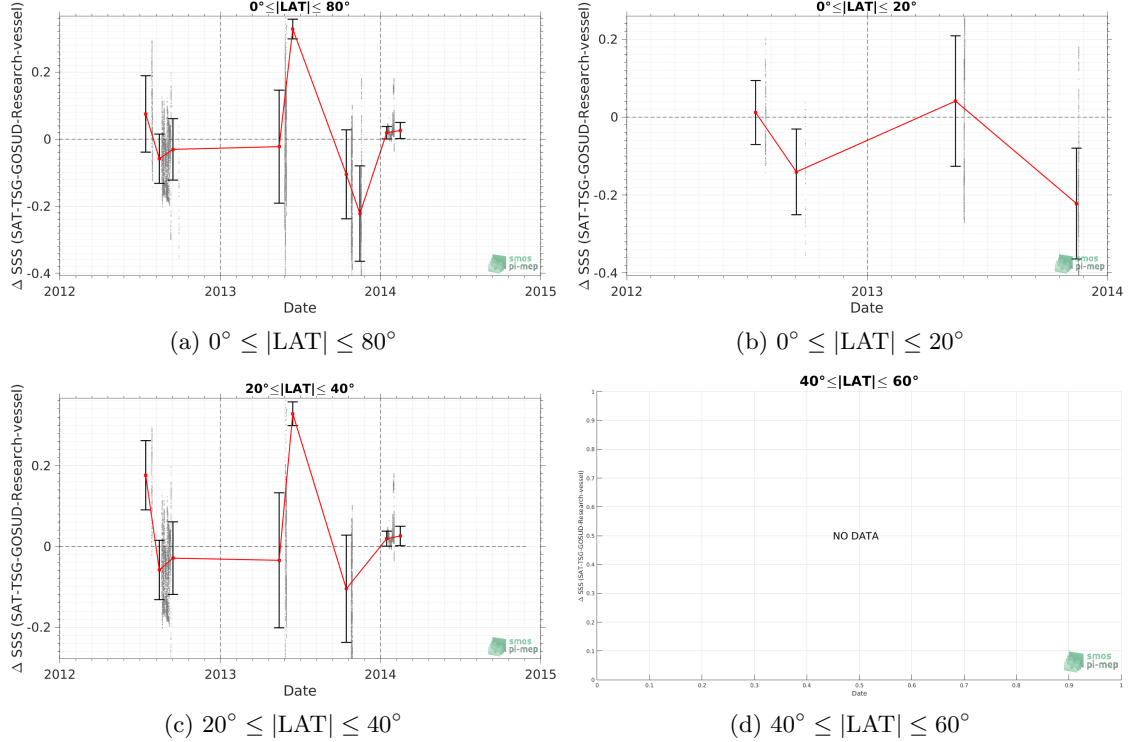 0°≤|LAT|≤ 80°
Δ SSS (SAT-TSG-GOSUD-Research-vessel)
0.2
0
-0.2
-0.4
2012
2013
2014
2015
Date
smos
pi-mep
(a) 0° ≤ |LAT| ≤ 80°
0°≤|LAT|≤ 20°
Δ SSS (SAT-TSG-GOSUD-Research-vessel)
0.2
0
-0.2
-0.4
2012
2013
2014
Date
smos
pi-mep
(b) 0° ≤ |LAT| ≤ 20°
20°≤|LAT|≤ 40°
Δ SSS (SAT-TSG-GOSUD-Research-vessel)
0.2
0
-0.2
2012
2013
2014
2015
Date
smos
pi-mep
(c) 20° ≤ |LAT| ≤ 40°
40°≤|LAT|≤ 60°
Δ SSS (SAT-TSG-GOSUD-Research-vessel)
1
0.9
0.8
0.7
0.6
0.5
0.4
0.3
0.2
0.1
0
NO DATA
0
0.1
0.2
0.3
0.4
0.5
0.6
0.7
0.8
0.9
1
Date
smos
pi-mep
(d) 40° ≤ |LAT| ≤ 60°